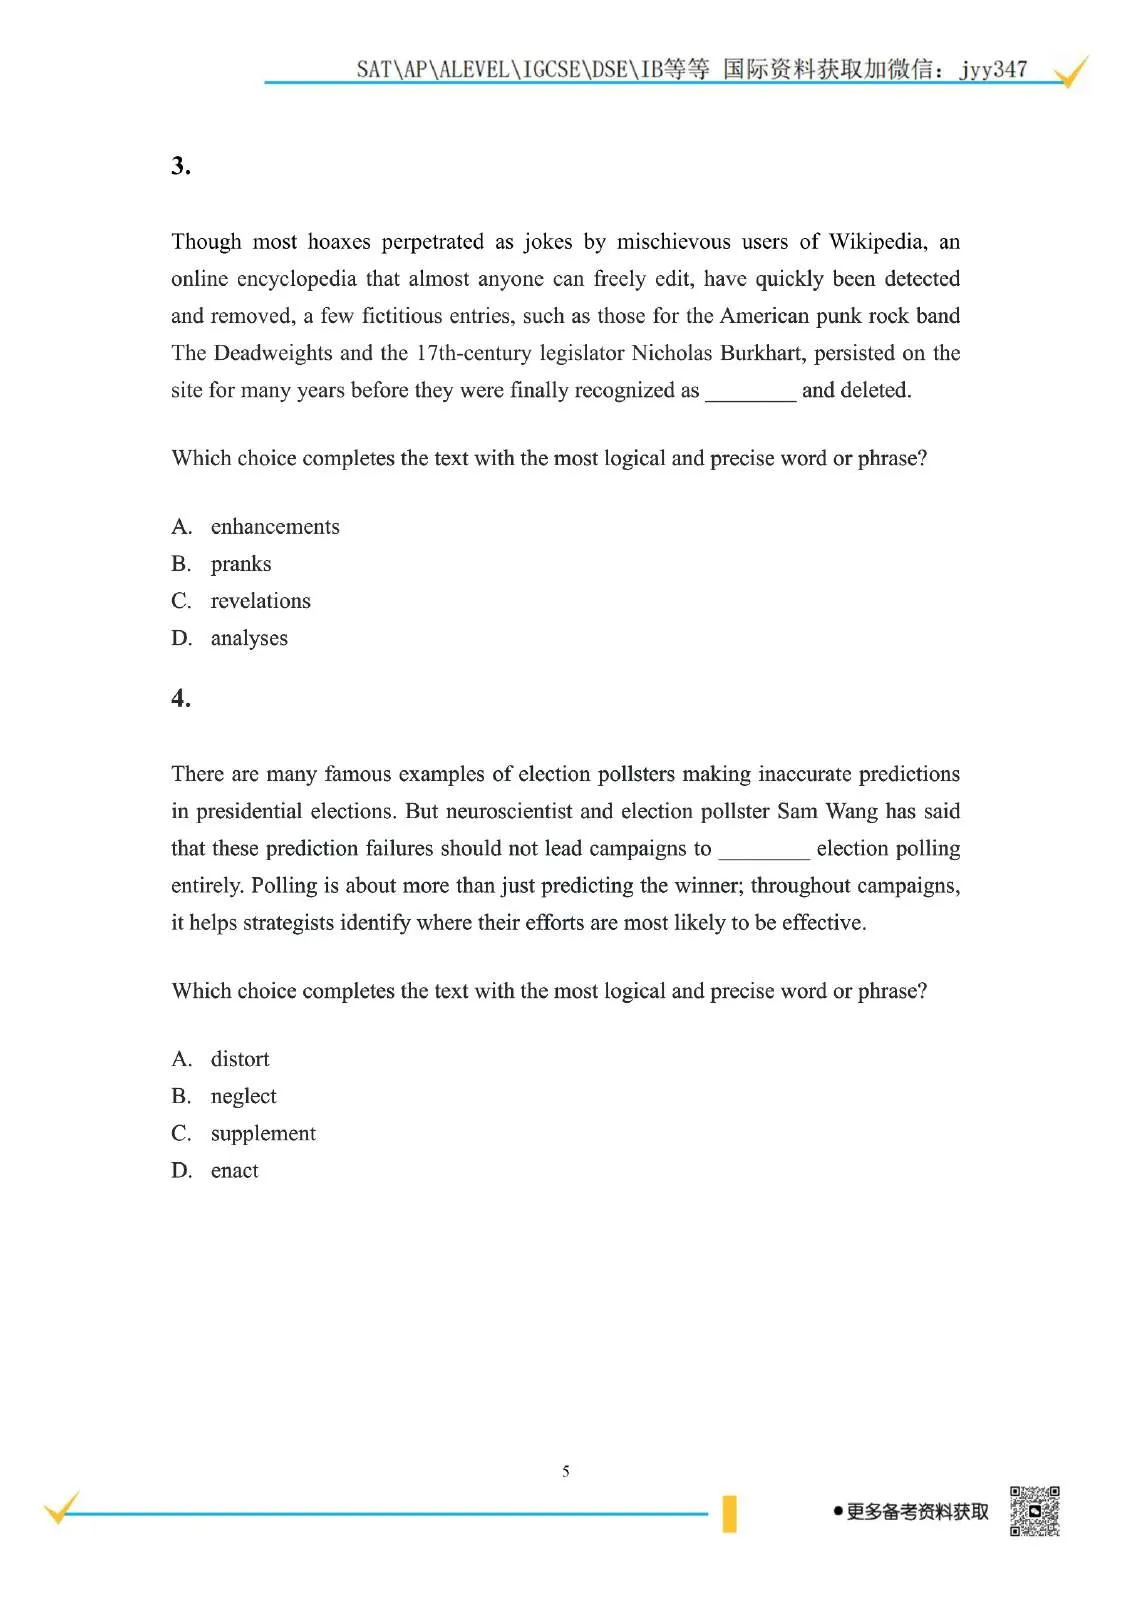 SAT\AP\ALEVEL\IGCSE\DSE\IB等等 国际资料获取加微信：jyy347
3.
Though most hoaxes perpetrated as jokes by mischievous users of Wikipedia, an
online encyclopedia that almost anyone can freely edit, have quickly been detected
and removed, a few fictitious entries, such as those for the American punk rock band
The Deadweights and the 17th-century legislator Nicholas Burkhart, persisted on the
site for many years before they were finally recognized as ________ and deleted.
Which choice completes the text with the most logical and precise word or phrase?
A. enhancements
B. pranks
C. revelations
D. analyses
4.
There are many famous examples of election pollsters making inaccurate predictions
in presidential elections. But neuroscientist and election pollster Sam Wang has said
that these prediction failures should not lead campaigns to ________ election polling
entirely. Polling is about more than just predicting the winner; throughout campaigns,
it helps strategists identify where their efforts are most likely to be effective.
Which choice completes the text with the most logical and precise word or phrase?
A. distort
B. neglect
C. supplement
D. enact
5
●更多备考资料获取